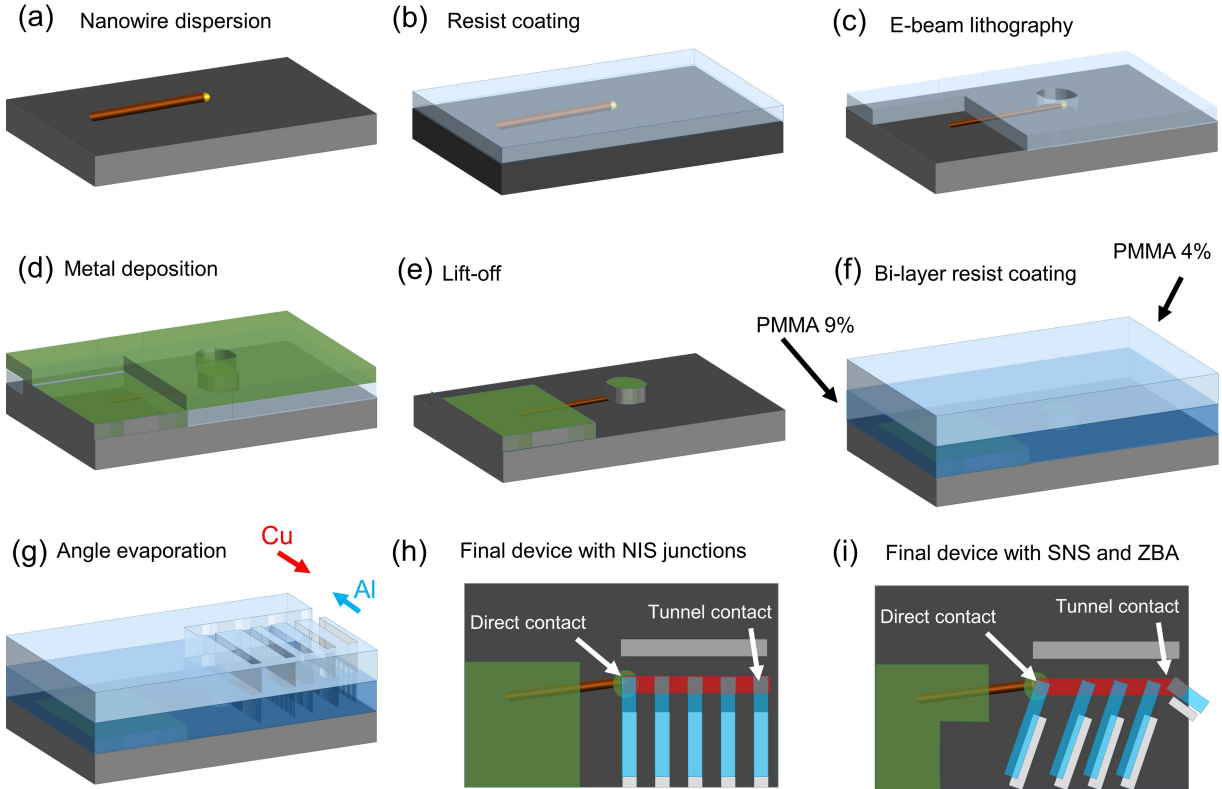 (a) Nanowire dispersion
(b) Resist coating
(c) E-beam lithography
(d) Metal deposition
(e) Lift-off
(f) Bi-layer resist coating
PMMA 4%
PMMA 9%
(g) Angle evaporation
Cu
Al
(h) Final device with NIS junctions
Direct contact
Tunnel contact
(i) Final device with SNS and ZBA
Direct contact
Tunnel contact